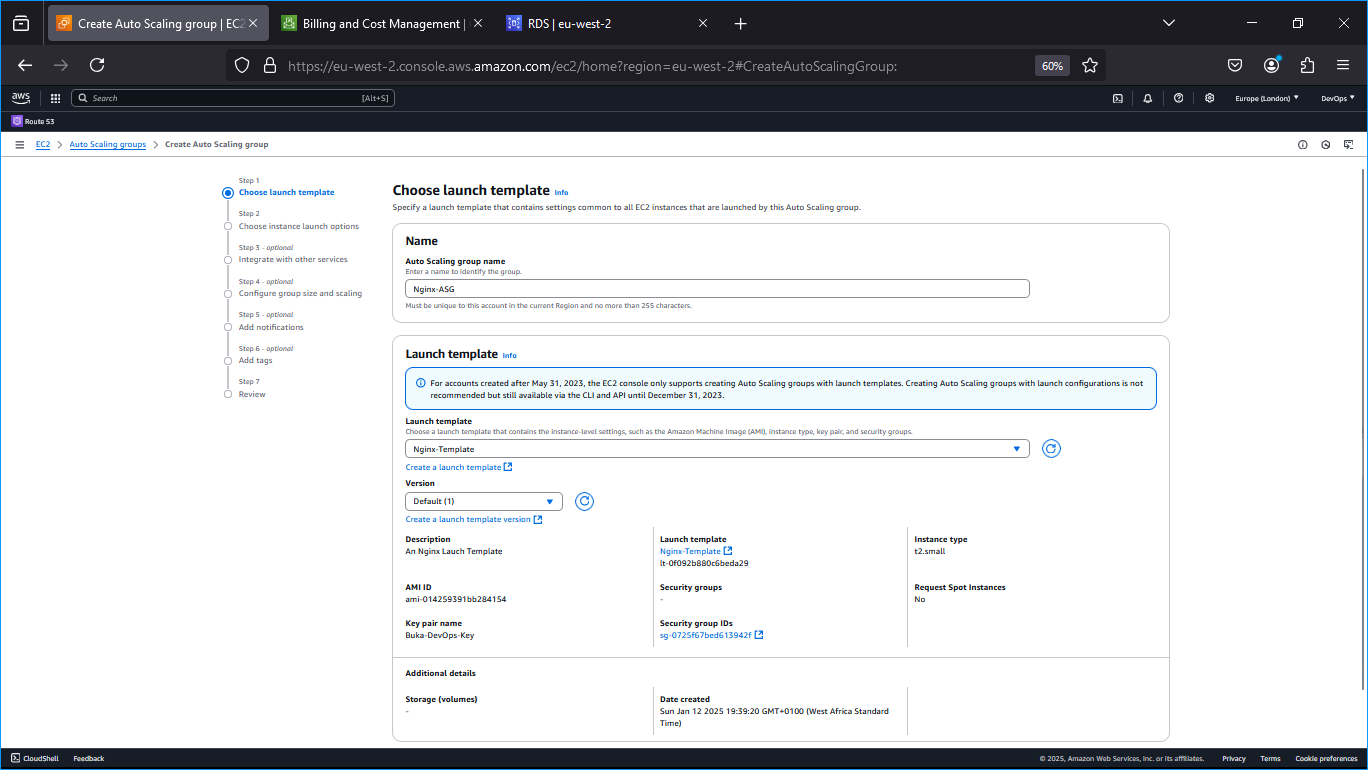 Create Auto Scaling group | EC2
Billing and Cost Management |
RDS | eu-west-2
https://eu-west-2.console.aws.amazon.com/ec2/home?region=eu-west-2#CreateAutoScalingGroup:
60%
aws
Search
[Alt+S]
Europe (London)
DevOps
Route 53
EC2
Auto Scaling groups
Create Auto Scaling group
Step 1
Choose launch template
Step 2
Choose instance launch options
Step 3 - optional
Integrate with other services
Step 4 - optional
Configure group size and scaling
Step 5 - optional
Add notifications
Step 6 - optional
Add tags
Step 7
Review
Choose launch template Info
Specify a launch template that contains settings common to all EC2 instances that are launched by this Auto Scaling group.
Name
Auto Scaling group name
Enter a name to identify the group.
Nginx-ASG
Must be unique to this account in the current Region and no more than 255 characters.
Launch template Info
For accounts created after May 31, 2023, the EC2 console only supports creating Auto Scaling groups with launch templates. Creating Auto Scaling groups with launch configurations is not
recommended but still available via the CLI and API until December 31, 2023.
Launch template
Choose a launch template that contains the instance-level settings, such as the Amazon Machine Image (AMI), instance type, key pair, and security groups.
Nginx-Template
Create a launch template
Version
Default (1)
Create a launch template version
Description
An Nginx Lauch Template
Launch template
Nginx-Template
lt-0f092b880c6beda29
Instance type
t2.small
AMI ID
ami-014259391bb284154
Security groups
-
Request Spot Instances
No
Key pair name
Buka-DevOps-Key
Security group IDs
sg-0725f67bed613942f
Additional details
Storage (volumes)
-
Date created
Sun Jan 12 2025 19:39:20 GMT+0100 (West Africa Standard
Time)
CloudShell
Feedback
© 2025, Amazon Web Services, Inc. or its affiliates.
Privacy
Terms
Cookie preferences